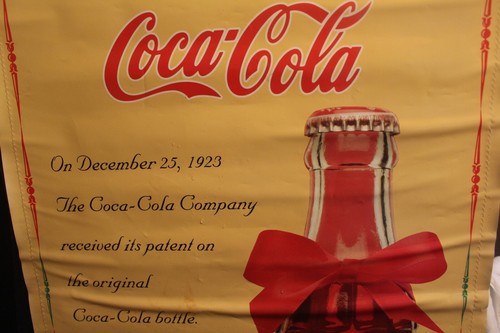 Coca-Cola
On December 25, 1923
The Coca-Cola Company
received its patent on
the original
Coca-Cola bottle.